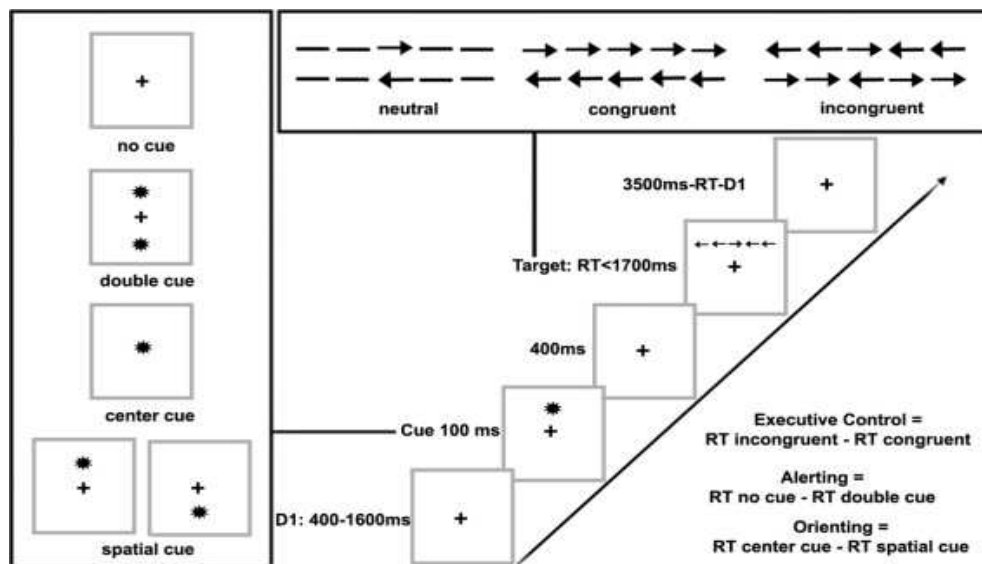 no cue
double cue
center cue
spatial cue
neutral
congruent
incongruent
3500ms-RT-D1
Target: RT<1700ms
400ms
Cue 100 ms
D1: 400-1600ms
Executive Control =
RT incongruent - RT congruent
Alerting =
RT no cue - RT double cue
Orienting =
RT center cue - RT spatial cue